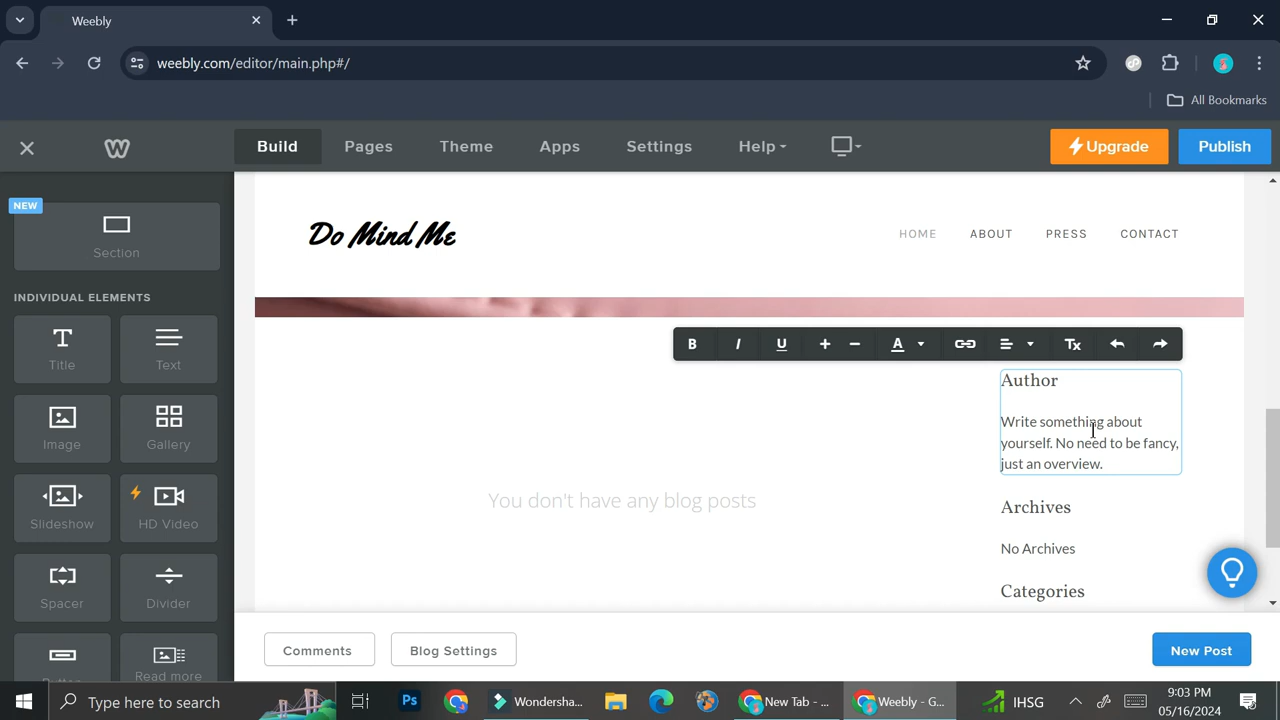 Weebly
weebly.com/editor/main.php#/
All Bookmarks
Build
Pages
Theme
Apps
Settings
Help
Upgrade
Publish
NEW
Section
INDIVIDUAL ELEMENTS
Title
Text
Image
Gallery
Slideshow
HD Video
Spacer
Divider
Read more
Do Mind Me
HOME
ABOUT
PRESS
CONTACT
B
I
U
A
Tx
Author
Write something about
yourself. No need to be fancy,
just an overview.
You don't have any blog posts
Archives
No Archives
Categories
Comments
Blog Settings
New Post
Type here to search
Ps
Wondersha...
New Tab - ...
Weebly - G...
IHSG
9:03 PM
05/16/2024